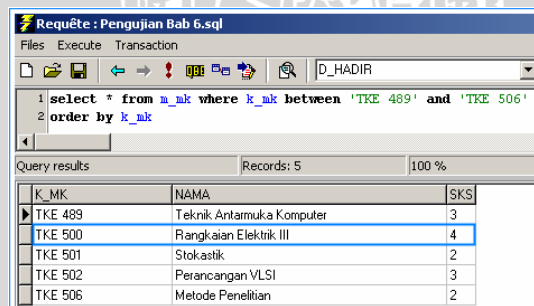 Requête : Pengujian Bab 6.sql
Files Execute Transaction
D_HADIR
1 select * from m_mk where k_mk between 'TKE 489' and 'TKE 506'
2 order by k_mk
Query results Records: 5 100 %
K_MK NAMA SKS
TKE 489 Teknik Antarmuka Komputer 3
TKE 500 Rangkaian Elektrik III 4
TKE 501 Stokastik 2
TKE 502 Perancangan VLSI 3
TKE 506 Metode Penelitian 2